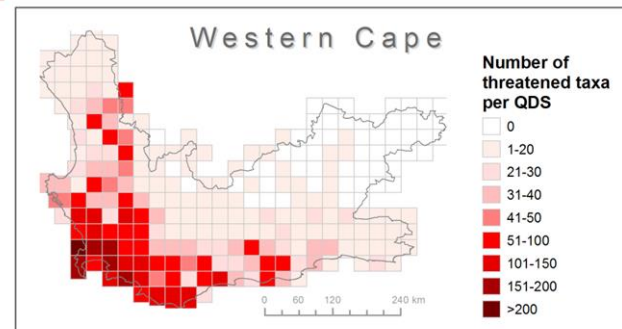 Western Cape
Number of
threatened taxa
per QDS
0
1-20
21-30
31-40
41-50
51-100
101-150
151-200
>200
0 60 120 240 km